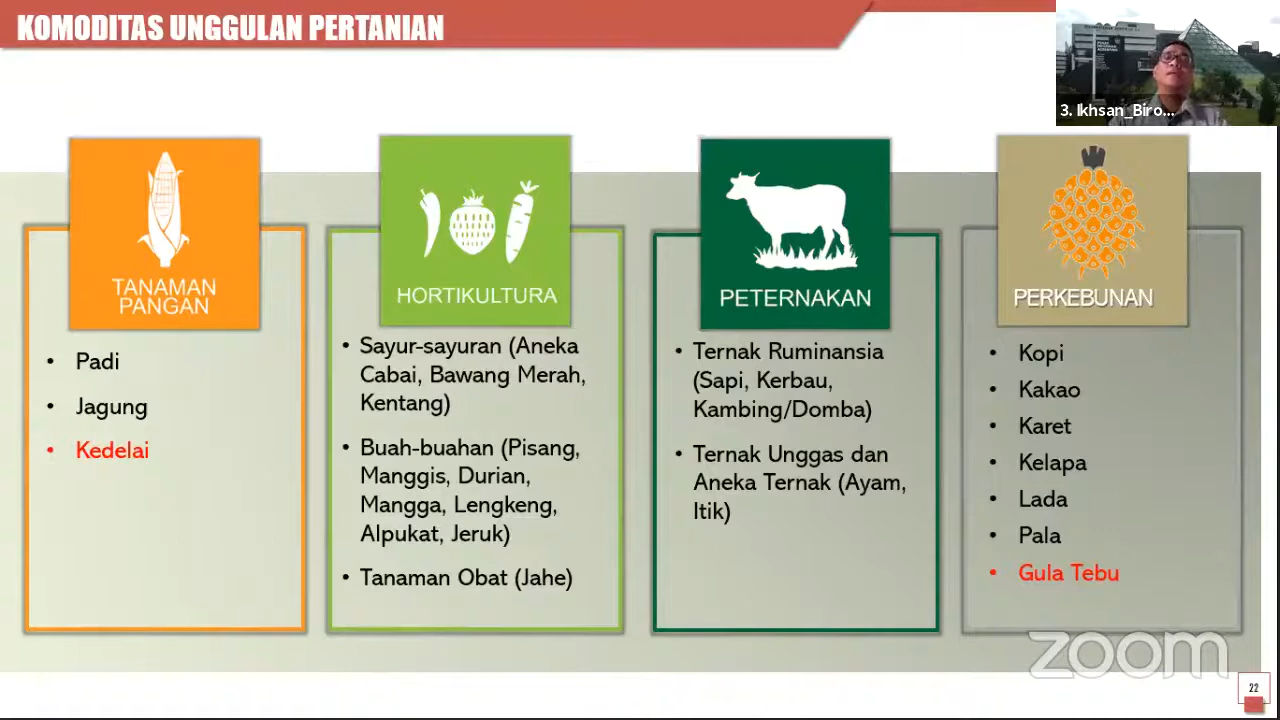 KOMODITAS UNGGULAN PERTANIAN
3. Ikhsan_Biro...
TANAMAN
PANGAN
• Padi
• Jagung
• Kedelai
HORTIKULTURA
• Sayur-sayuran (Aneka
Cabai, Bawang Merah,
Kentang)
• Buah-buahan (Pisang,
Manggis, Durian,
Mangga, Lengkeng,
Alpukat, Jeruk)
• Tanaman Obat (Jahe)
PETERNAKAN
• Ternak Ruminansia
(Sapi, Kerbau,
Kambing/Domba)
• Ternak Unggas dan
Aneka Ternak (Ayam,
Itik)
PERKEBUNAN
• Kopi
• Kakao
• Karet
• Kelapa
• Lada
• Pala
• Gula Tebu
zoom
22